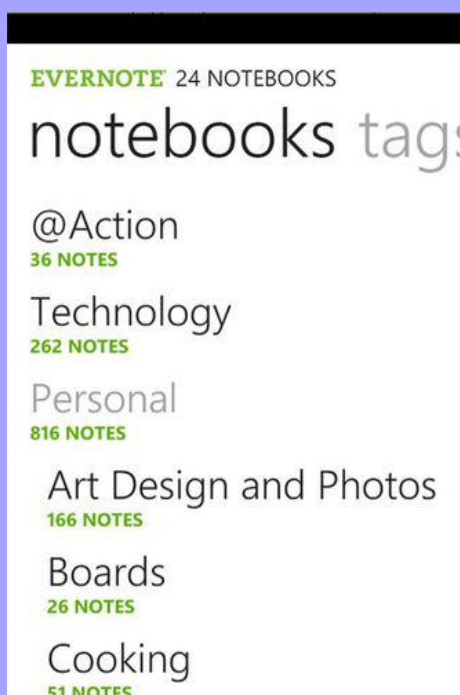 EVERNOTE 24 NOTEBOOKS
notebooks tags
@Action
36 NOTES
Technology
262 NOTES
Personal
816 NOTES
Art Design and Photos
166 NOTES
Boards
26 NOTES
Cooking
51 NOTES